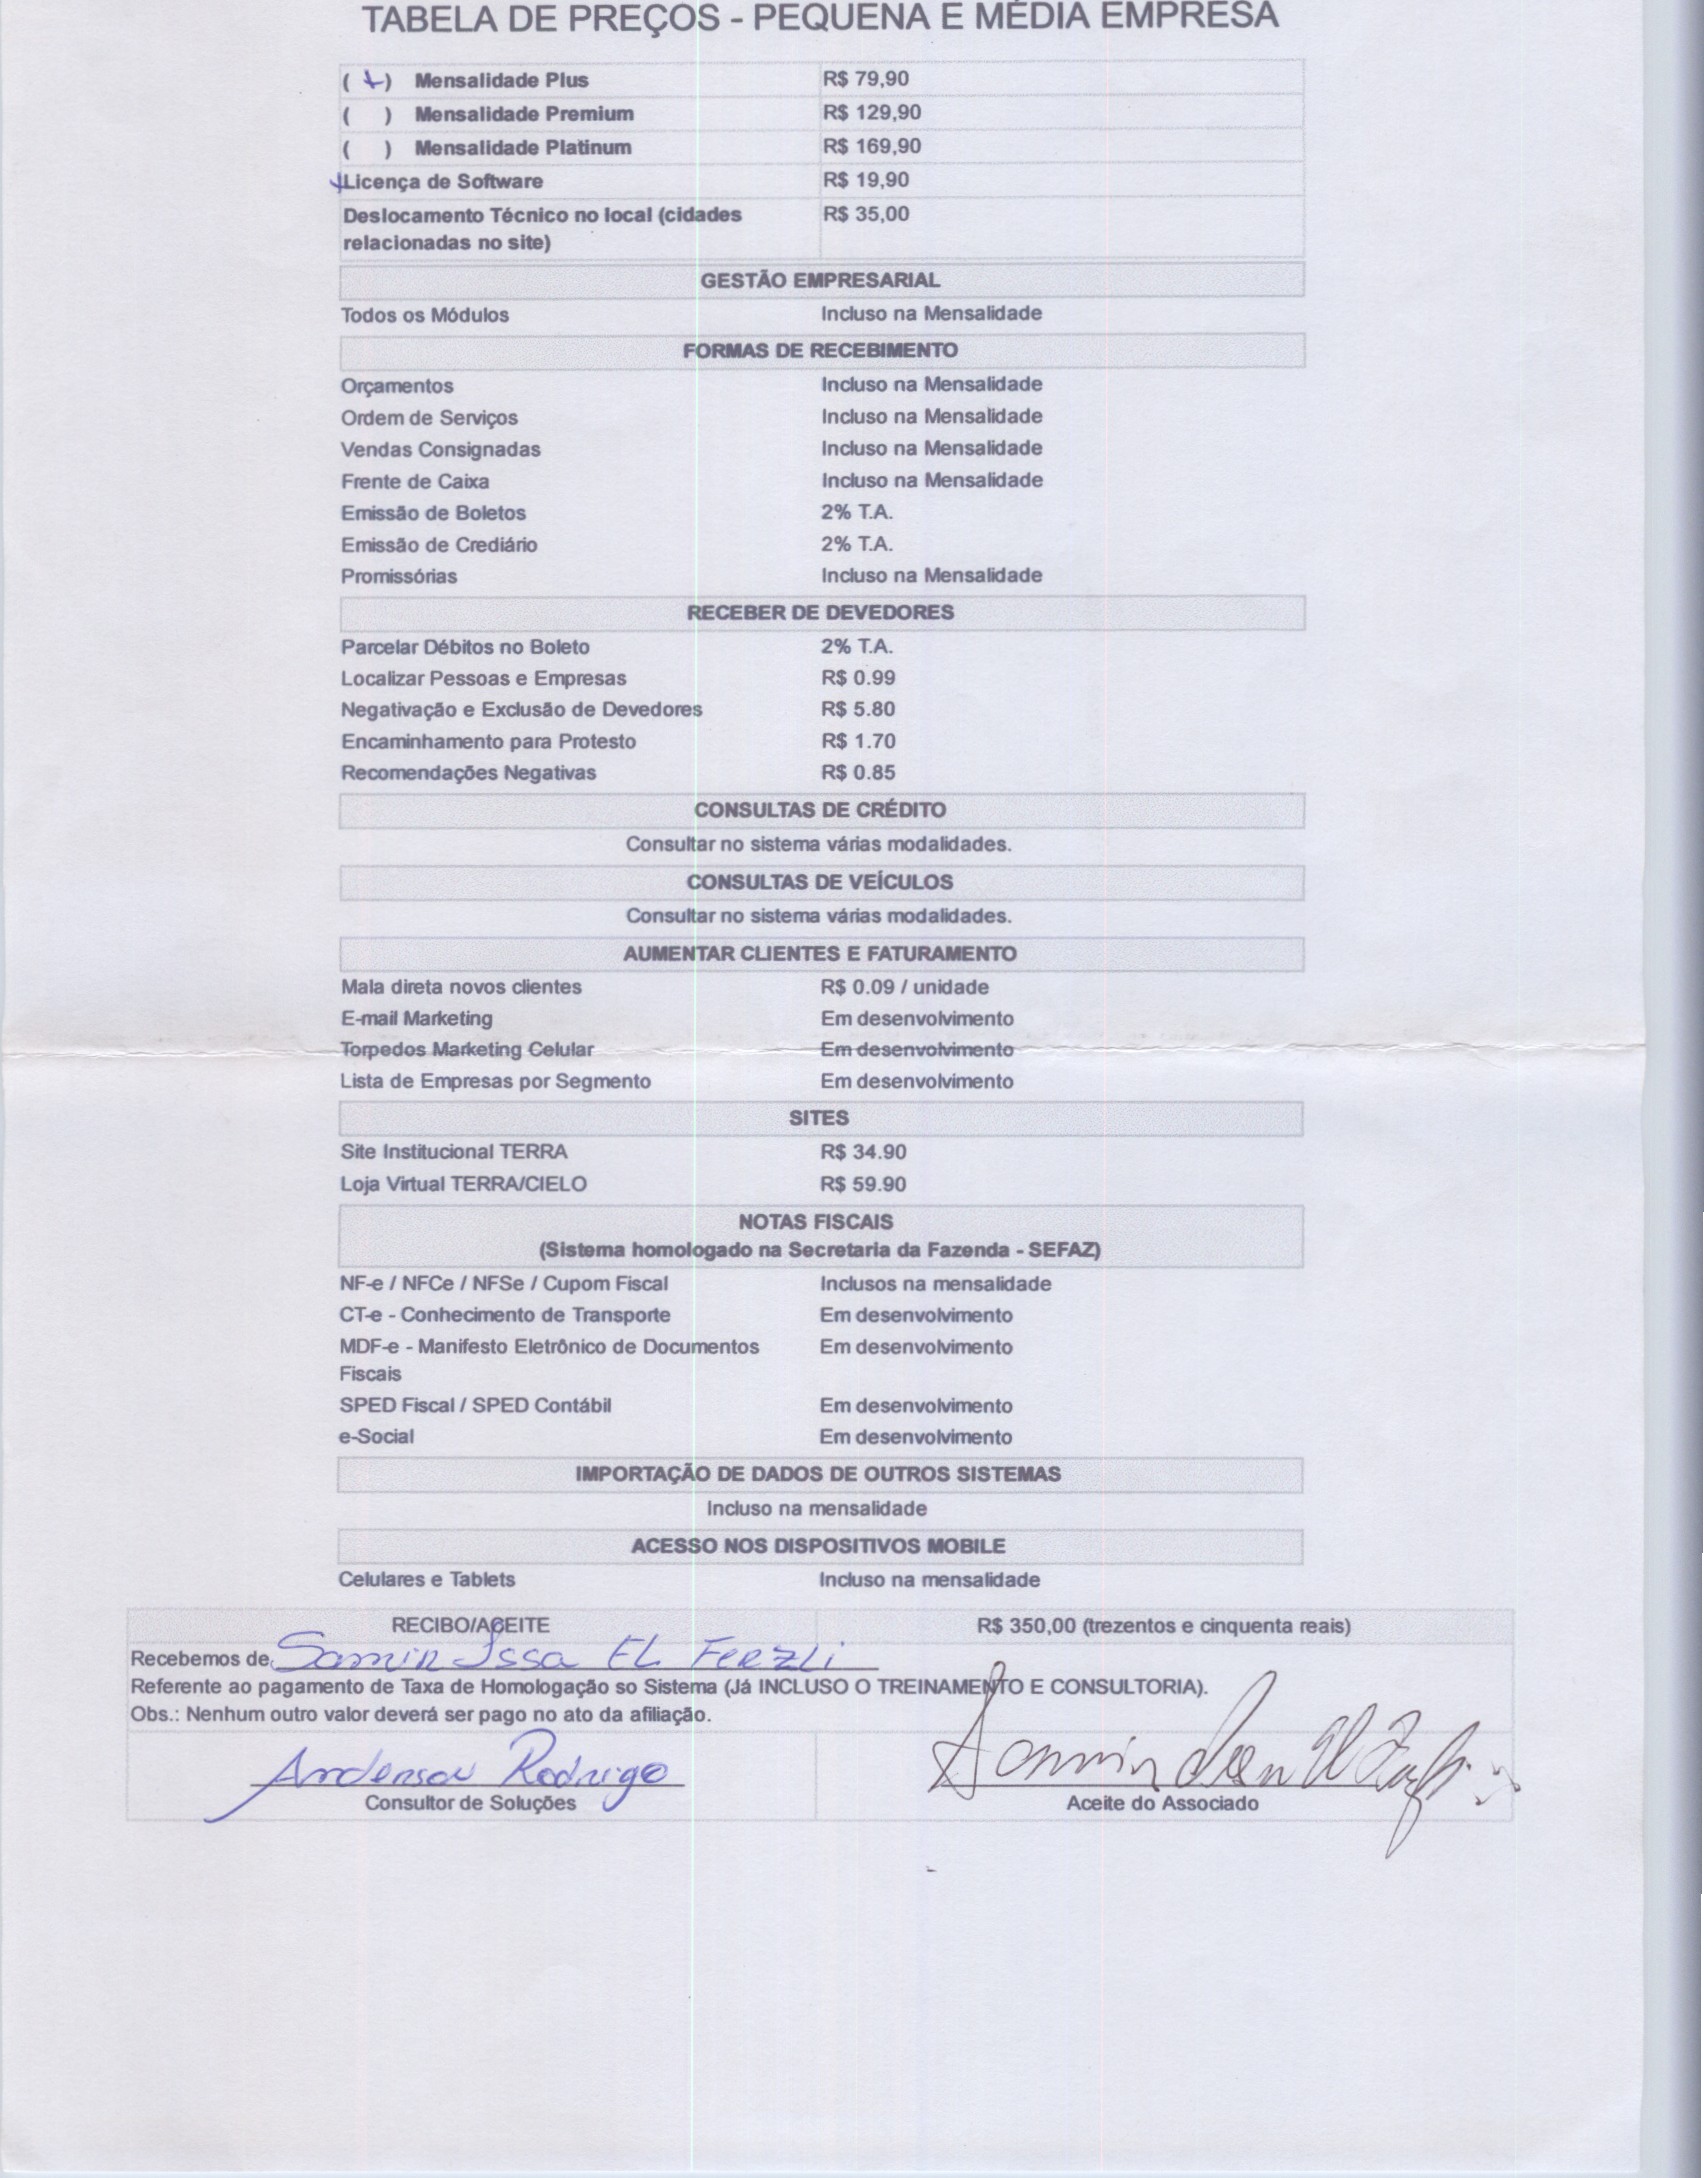 TABELA DE PREÇOS - PEQUENA E MÉDIA EMPRESA
( x ) Mensalidade Plus R$ 79,90
( ) Mensalidade Premium R$ 129,90
( ) Mensalidade Platinum R$ 169,90
x Licença de Software R$ 19,90
Deslocamento Técnico no local (cidades R$ 35,00
relacionadas no site)
GESTÃO EMPRESARIAL
Todos os Módulos Incluso na Mensalidade
FORMAS DE RECEBIMENTO
Orçamentos Incluso na Mensalidade
Ordem de Serviços Incluso na Mensalidade
Vendas Consignadas Incluso na Mensalidade
Frente de Caixa Incluso na Mensalidade
Emissão de Boletos 2% T.A.
Emissão de Crediário 2% T.A.
Promissórias Incluso na Mensalidade
RECEBER DE DEVEDORES
Parcelar Débitos no Boleto 2% T.A.
Localizar Pessoas e Empresas R$ 0.99
Negativação e Exclusão de Devedores R$ 5.80
Encaminhamento para Protesto R$ 1.70
Recomendações Negativas R$ 0.85
CONSULTAS DE CRÉDITO
Consultar no sistema várias modalidades.
CONSULTAS DE VEÍCULOS
Consultar no sistema várias modalidades.
AUMENTAR CLIENTES E FATURAMENTO
Mala direta novos clientes R$ 0.09 / unidade
E-mail Marketing Em desenvolvimento
Torpedos Marketing Celular Em desenvolvimento
Lista de Empresas por Segmento Em desenvolvimento
SITES
Site Institucional TERRA R$ 34.90
Loja Virtual TERRA/CIELO R$ 59.90
NOTAS FISCAIS
(Sistema homologado na Secretaria da Fazenda - SEFAZ)
NF-e / NFCe / NFSe / Cupom Fiscal Inclusos na mensalidade
CT-e - Conhecimento de Transporte Em desenvolvimento
MDF-e - Manifesto Eletrônico de Documentos Em desenvolvimento
Fiscais
SPED Fiscal / SPED Contábil Em desenvolvimento
e-Social Em desenvolvimento
IMPORTAÇÃO DE DADOS DE OUTROS SISTEMAS
Incluso na mensalidade
ACESSO NOS DISPOSITIVOS MOBILE
Celulares e Tablets Incluso na mensalidade
RECIBO/ACEITE R$ 350,00 (trezentos e cinquenta reais)
Recebemos de Samir Issa EL FERZLi
Referente ao pagamento de Taxa de Homologação so Sistema (Já INCLUSO O TREINAMENTO E CONSULTORIA).
Obs.: Nenhum outro valor deverá ser pago no ato da afiliação.
Anderson Rodrigo
Consultor de Soluções Aceite do Associado